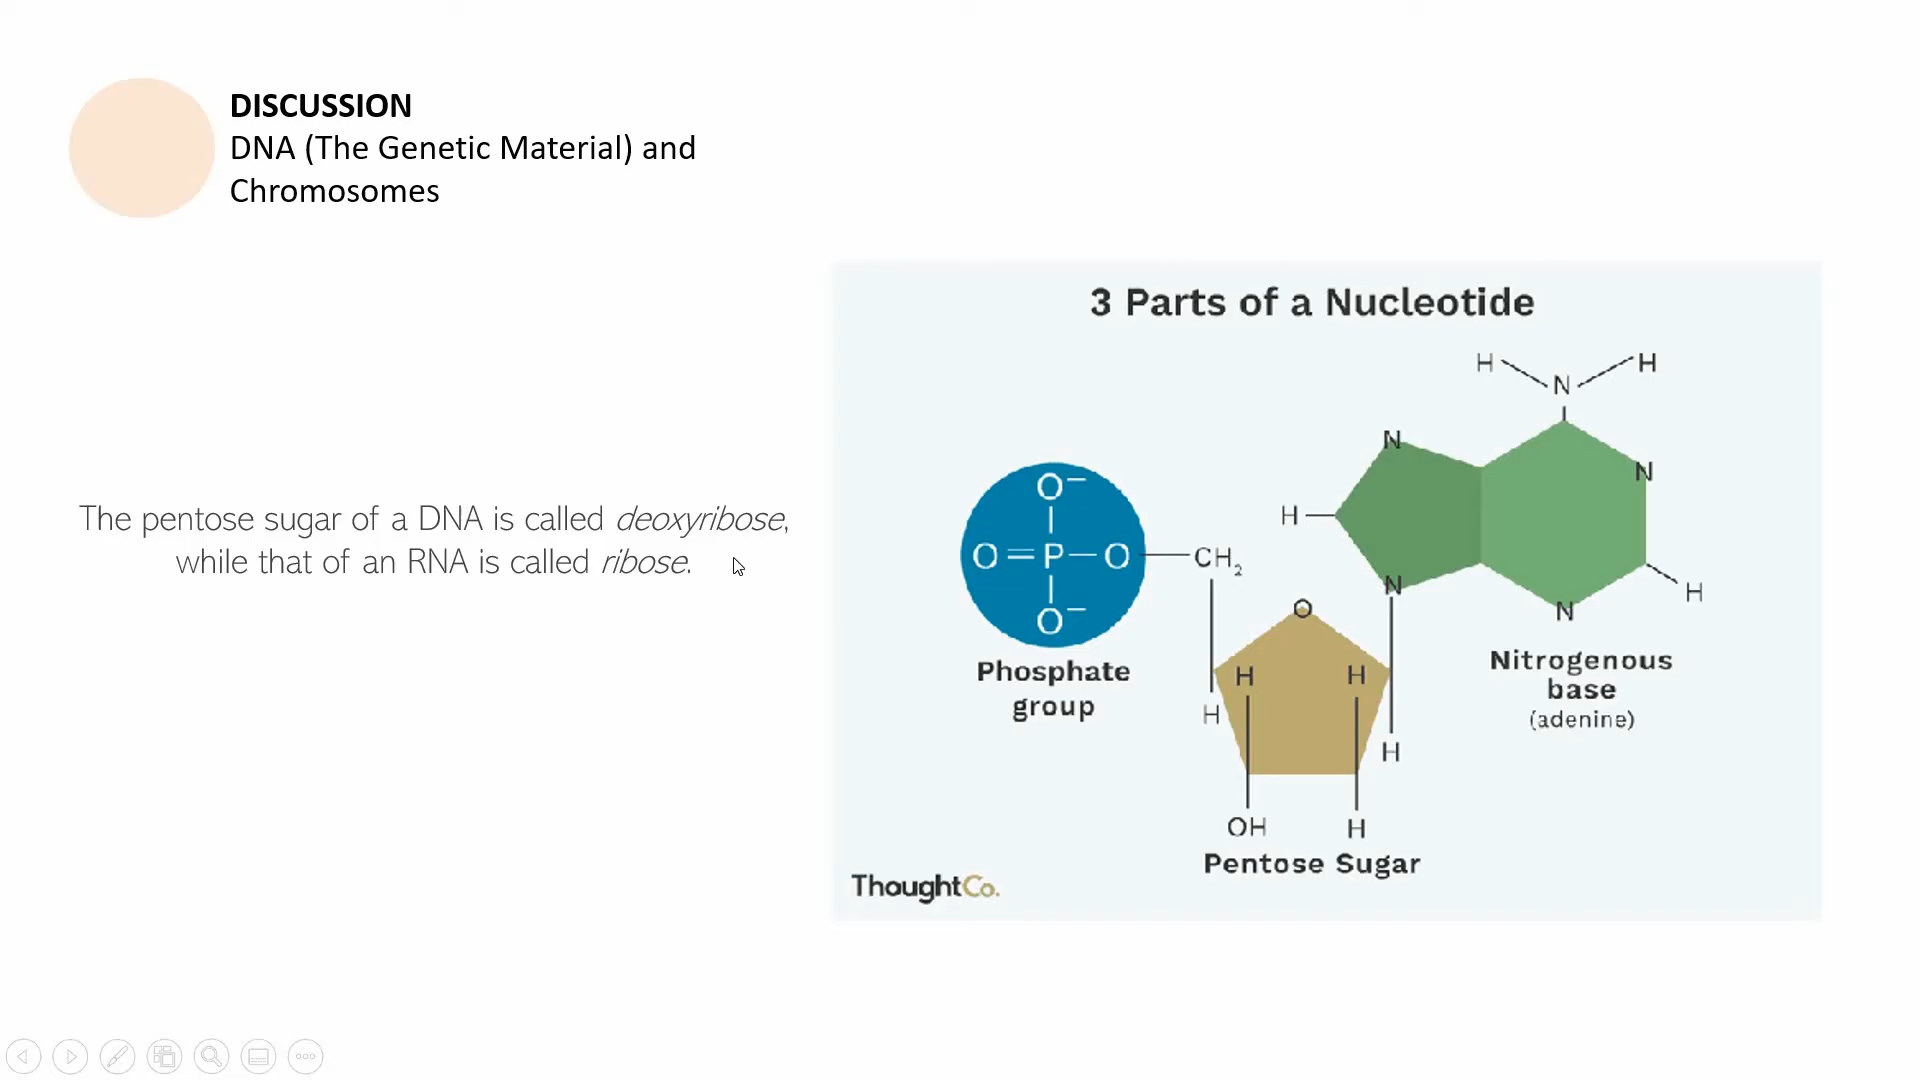 DISCUSSION
DNA (The Genetic Material) and
Chromosomes
The pentose sugar of a DNA is called deoxyribose,
while that of an RNA is called ribose.
3 Parts of a Nucleotide
H H
N
N
N
O⁻
H
O=P—O—CH₂
N
H
O⁻
O
N
Nitrogenous
base
(adenine)
Phosphate
group
H H
H
H
OH H
Pentose Sugar
ThoughtCo.